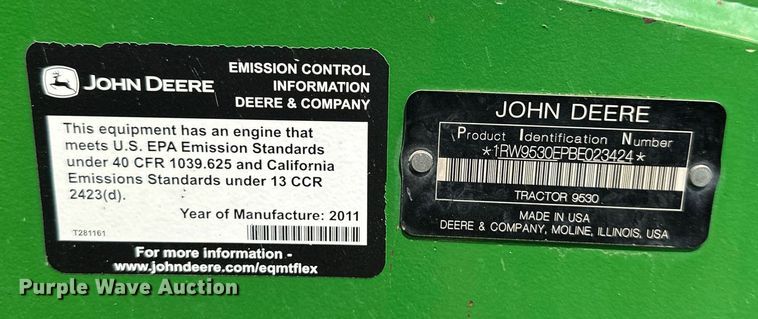 JOHN DEERE
EMISSION CONTROL
INFORMATION
DEERE & COMPANY
This equipment has an engine that
meets U.S. EPA Emission Standards
under 40 CFR 1039.625 and California
Emissions Standards under 13 CCR
2423(d).
Year of Manufacture: 2011
T281161
For more information -
www.johndeere.com/eqmtflex
JOHN DEERE
Product Identification Number
*1RW9530EPBE023424*
TRACTOR 9530
MADE IN USA
DEERE & COMPANY, MOLINE, ILLINOIS, USA
Purple Wave Auction